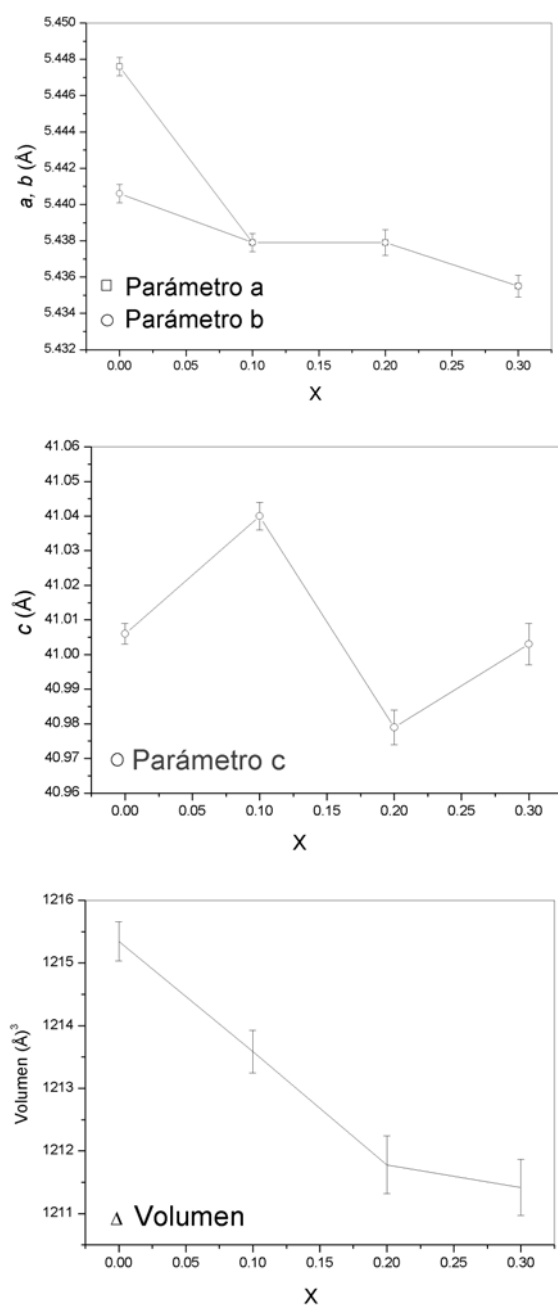 5.450
5.448
5.446
5.444
5.442
5.440
5.438
5.436
5.434
5.432
a, b (Å)
Parámetro a
Parámetro b
0.00 0.05 0.10 0.15 0.20 0.25 0.30
X
41.06
41.05
41.04
41.03
41.02
41.01
41.00
40.99
40.98
40.97
40.96
c (Å)
Parámetro c
0.00 0.05 0.10 0.15 0.20 0.25 0.30
X
1216
1215
1214
1213
1212
1211
Volumen (Å)³
Δ Volumen
0.00 0.05 0.10 0.15 0.20 0.25 0.30
X